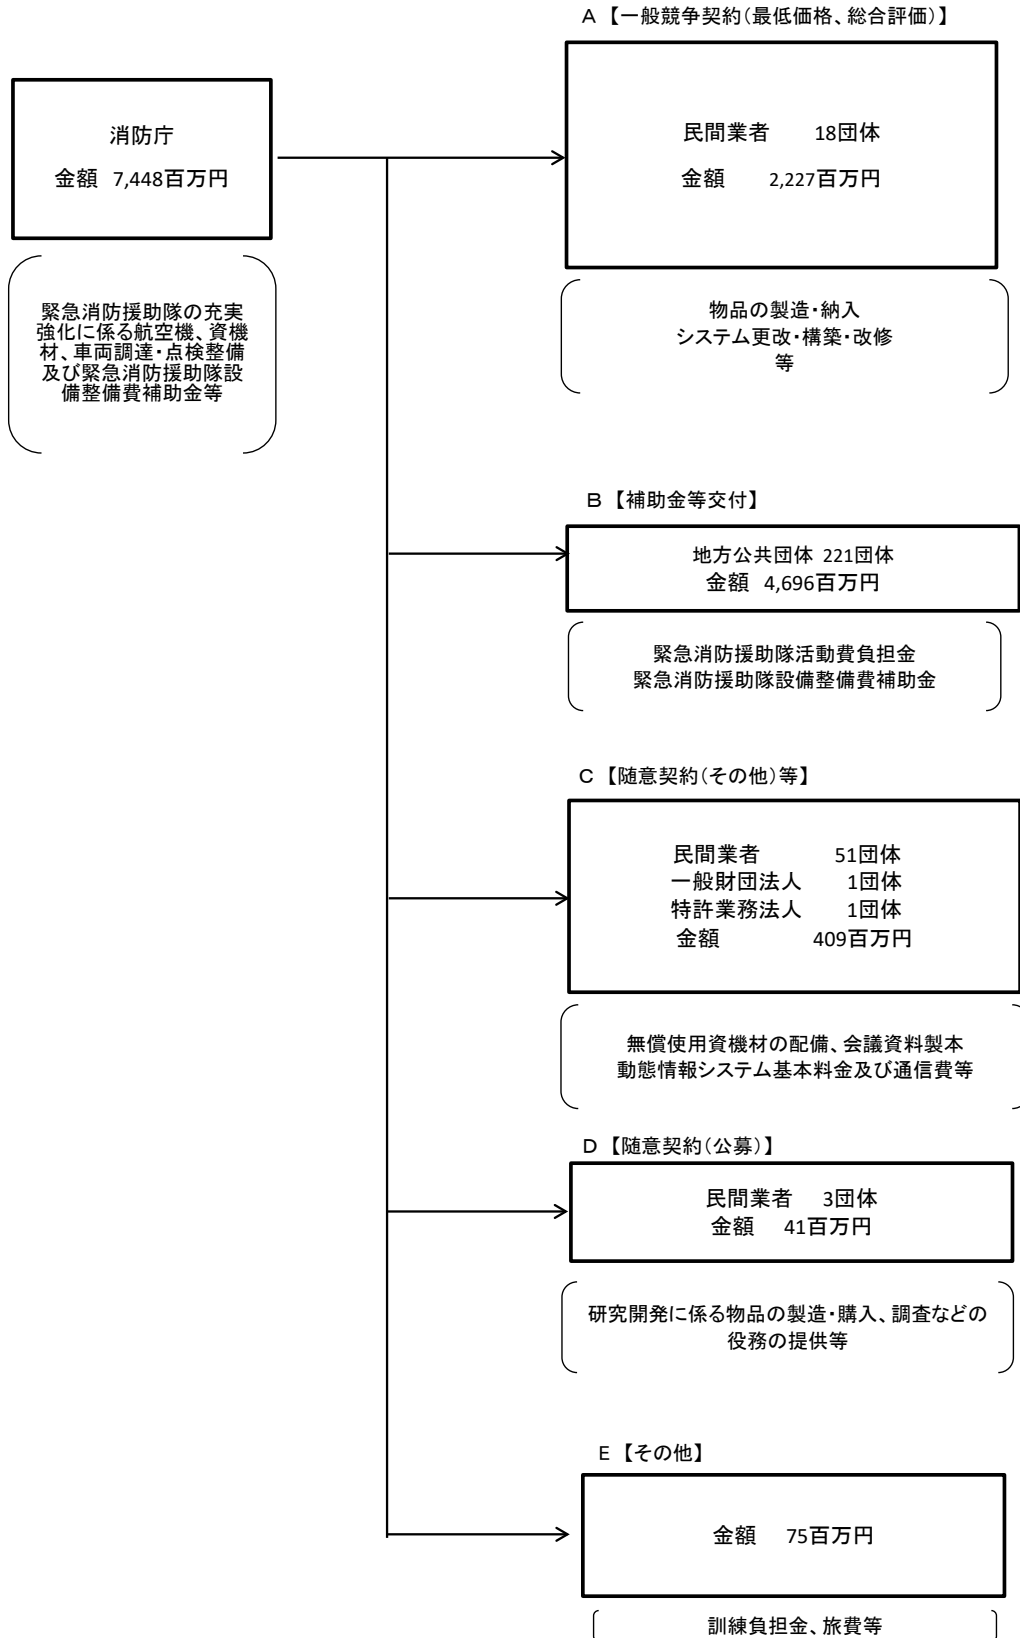 消防庁
金額 7,448百万円
緊急消防援助隊の充実
強化に係る航空機、資機
材、車両調達・点検整備
及び緊急消防援助隊設
備整備費補助金等
A 【一般競争契約(最低価格、総合評価)】
民間業者 18団体
金額 2,227百万円
物品の製造・納入
システム更改・構築・改修
等
B 【補助金等交付】
地方公共団体 221団体
金額 4,696百万円
緊急消防援助隊活動費負担金
緊急消防援助隊設備整備費補助金
C 【随意契約(その他)等】
民間業者 51団体
一般財団法人 1団体
特許業務法人 1団体
金額 409百万円
無償使用資機材の配備、会議資料製本
動態情報システム基本料金及び通信費等
D 【随意契約(公募)】
民間業者 3団体
金額 41百万円
研究開発に係る物品の製造・購入、調査などの
役務の提供等
E 【その他】
金額 75百万円
訓練負担金、旅費等